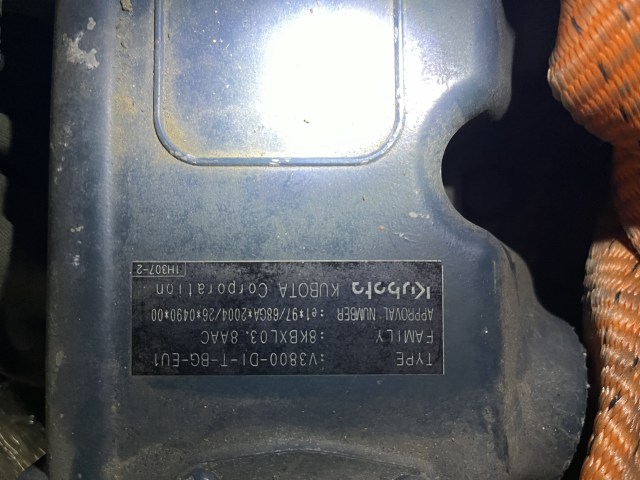 TYPE :V3800-DI-T-BG-EU1
FAMILY :8KBXL03.8AAC
APPROVAL NUMBER :e1*97/68GA*2004/26*0490*00
Kubota KUBOTA Corporation
1H307-2